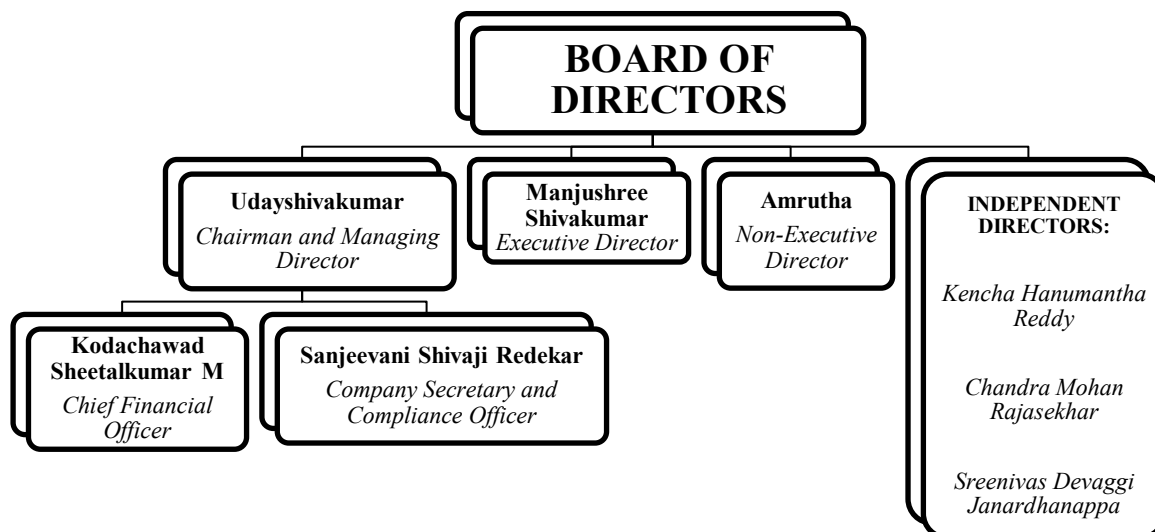 BOARD OF
DIRECTORS
Udayshivakumar
Chairman and Managing
Director
Manjushree
Shivakumar
Executive Director
Amrutha
Non-Executive
Director
INDEPENDENT
DIRECTORS:
Kencha Hanumantha
Reddy
Chandra Mohan
Rajasekhar
Sreenivas Devaggi
Janardhanappa
Kodachawad
Sheetalkumar M
Chief Financial
Officer
Sanjeevani Shivaji Redekar
Company Secretary and
Compliance Officer